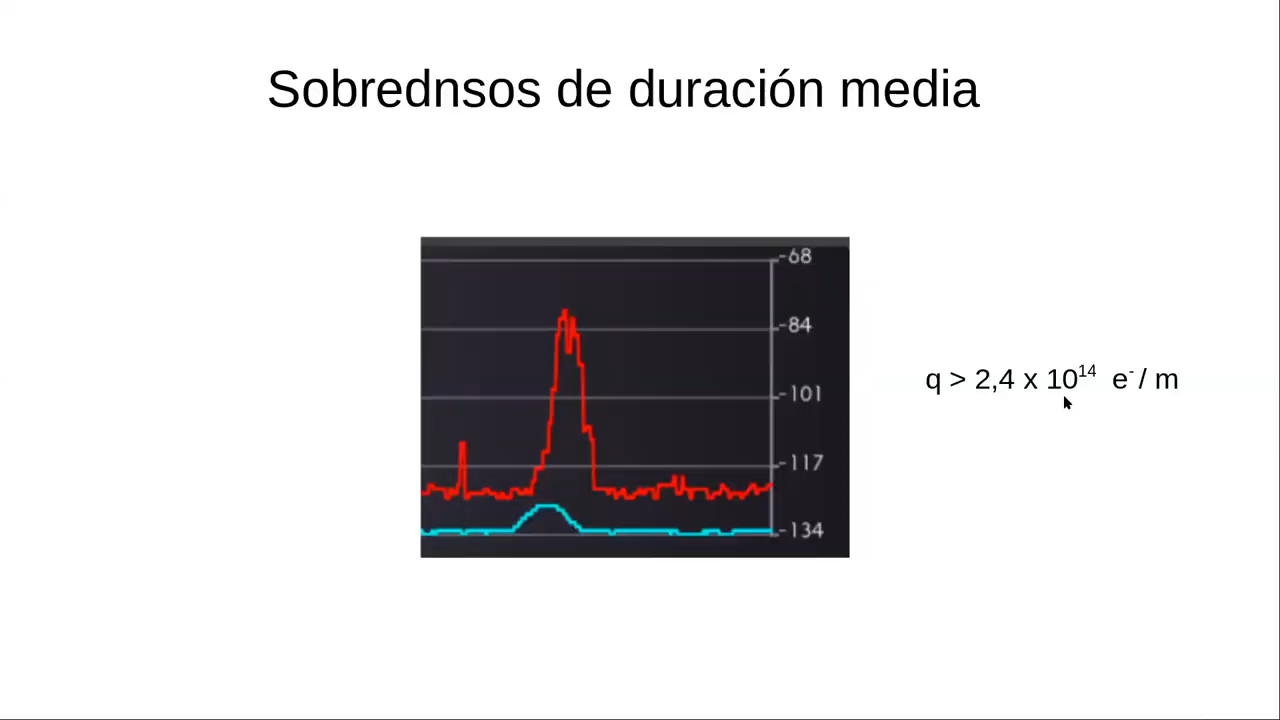 Sobrednsos de duración media
-68
-84
-101
-117
-134
q > 2,4 x 10¹⁴ e⁻ / m